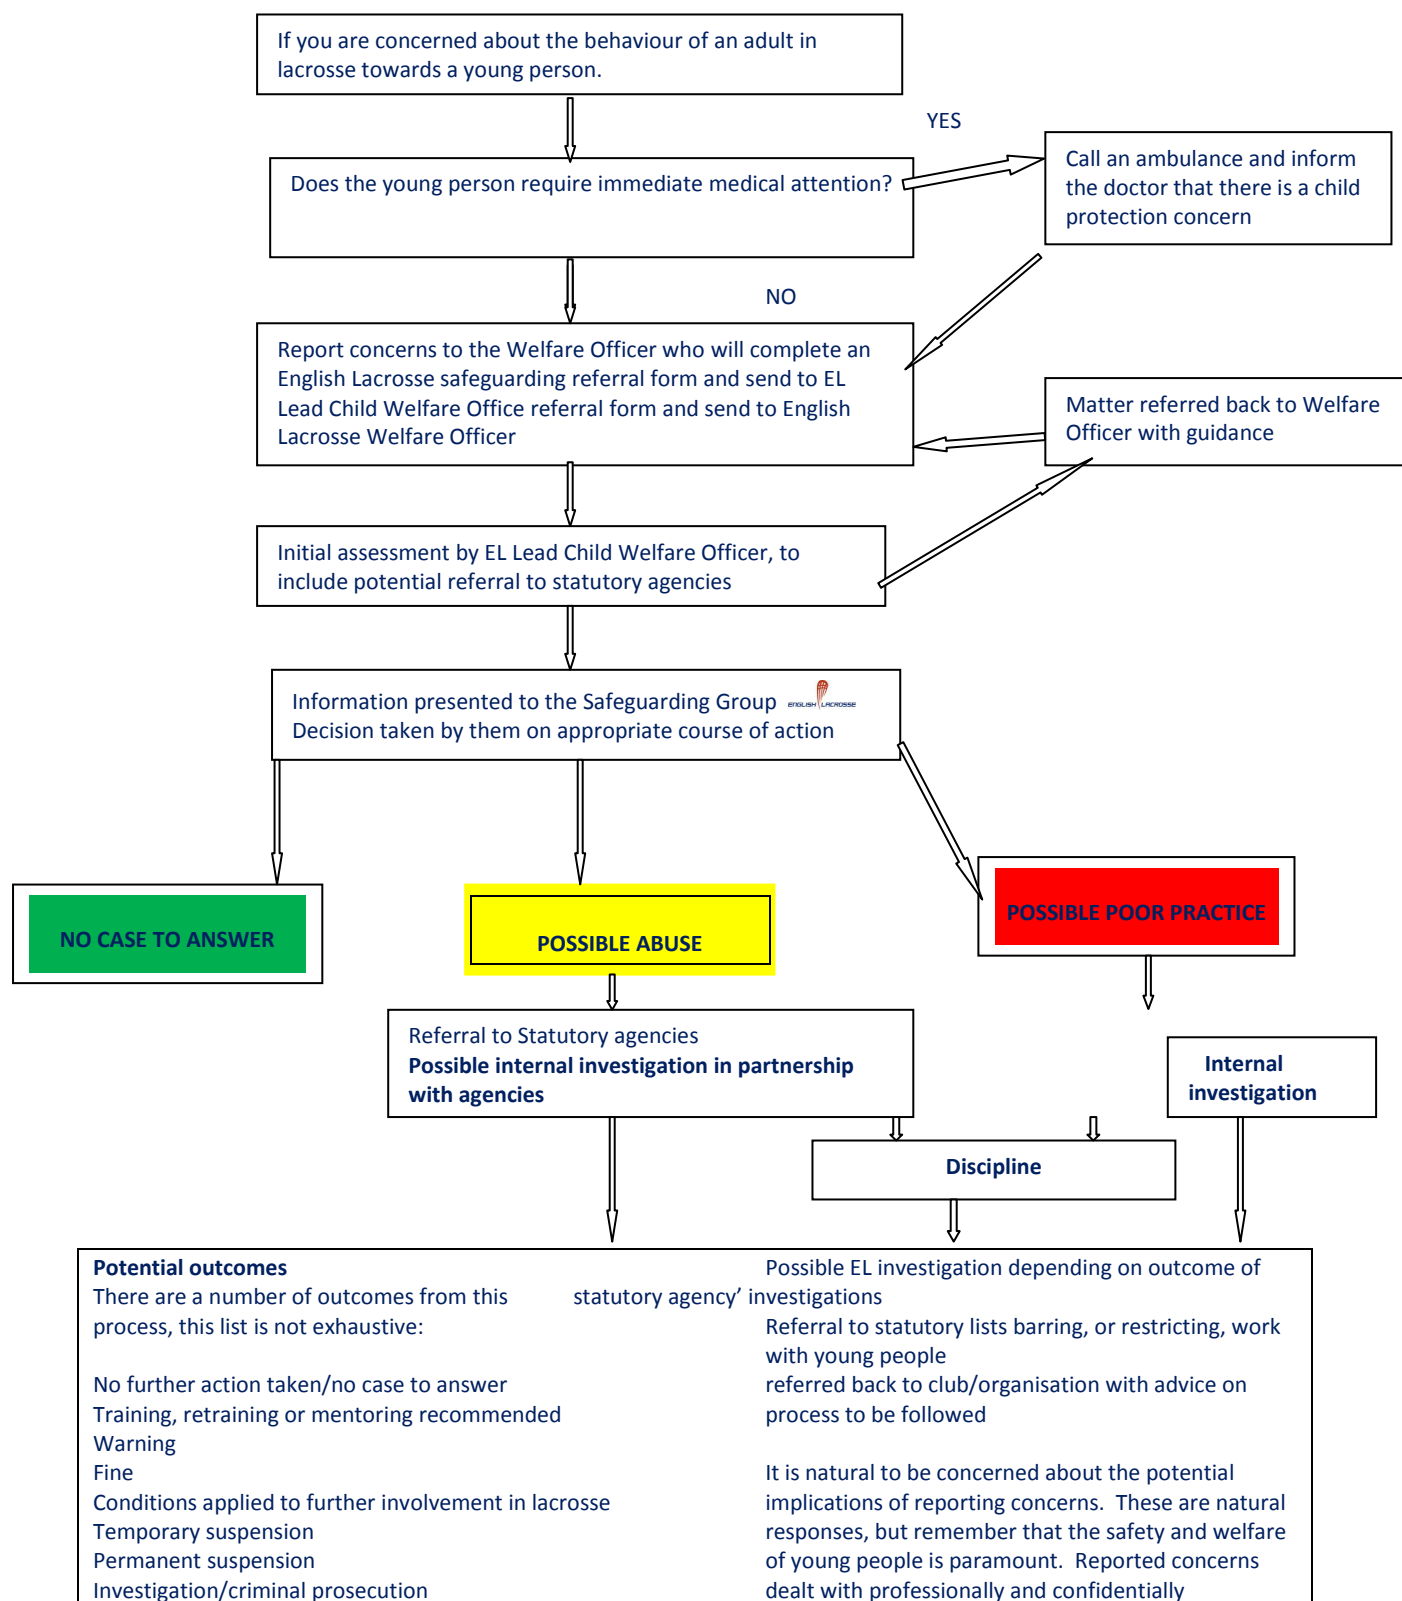 If you are concerned about the behaviour of an adult in
lacrosse towards a young person.
YES
Does the young person require immediate medical attention?
Call an ambulance and inform
the doctor that there is a child
protection concern
NO
Report concerns to the Welfare Officer who will complete an
English Lacrosse safeguarding referral form and send to EL
Lead Child Welfare Office referral form and send to English
Lacrosse Welfare Officer
Matter referred back to Welfare
Officer with guidance
Initial assessment by EL Lead Child Welfare Officer, to
include potential referral to statutory agencies
Information presented to the Safeguarding Group
ENGLISH LACROSSE
Decision taken by them on appropriate course of action
NO CASE TO ANSWER
POSSIBLE ABUSE
POSSIBLE POOR PRACTICE
Referral to Statutory agencies
Possible internal investigation in partnership
with agencies
Internal
investigation
Discipline
Potential outcomes
There are a number of outcomes from this
process, this list is not exhaustive:
No further action taken/no case to answer
Training, retraining or mentoring recommended
Warning
Fine
Conditions applied to further involvement in lacrosse
Temporary suspension
Permanent suspension
Investigation/criminal prosecution
Possible EL investigation depending on outcome of
statutory agency’ investigations
Referral to statutory lists barring, or restricting, work
with young people
referred back to club/organisation with advice on
process to be followed
It is natural to be concerned about the potential
implications of reporting concerns.  These are natural
responses, but remember that the safety and welfare
of young people is paramount.  Reported concerns
dealt with professionally and confidentially